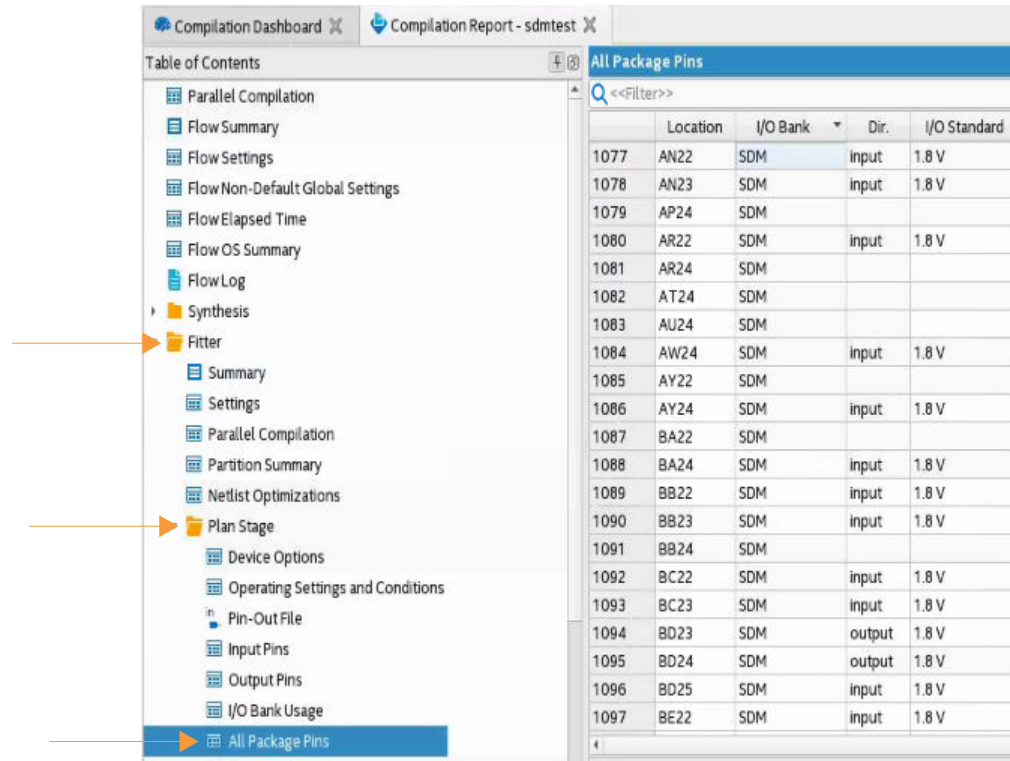 Compilation Dashboard
Compilation Report - sdmtest
Table of Contents
Parallel Compilation
Flow Summary
Flow Settings
Flow Non-Default Global Settings
Flow Elapsed Time
Flow OS Summary
Flow Log
Synthesis
Fitter
Summary
Settings
Parallel Compilation
Partition Summary
Netlist Optimizations
Plan Stage
Device Options
Operating Settings and Conditions
in
Pin-Out File
Input Pins
Output Pins
I/O Bank Usage
All Package Pins
All Package Pins
<<Filter>>
Location I/O Bank Dir. I/O Standard
1077 AN22 SDM input 1.8 V
1078 AN23 SDM input 1.8 V
1079 AP24 SDM
1080 AR22 SDM input 1.8 V
1081 AR24 SDM
1082 AT24 SDM
1083 AU24 SDM
1084 AW24 SDM input 1.8 V
1085 AY22 SDM
1086 AY24 SDM input 1.8 V
1087 BA22 SDM
1088 BA24 SDM input 1.8 V
1089 BB22 SDM input 1.8 V
1090 BB23 SDM input 1.8 V
1091 BB24 SDM
1092 BC22 SDM input 1.8 V
1093 BC23 SDM input 1.8 V
1094 BD23 SDM output 1.8 V
1095 BD24 SDM output 1.8 V
1096 BD25 SDM input 1.8 V
1097 BE22 SDM input 1.8 V